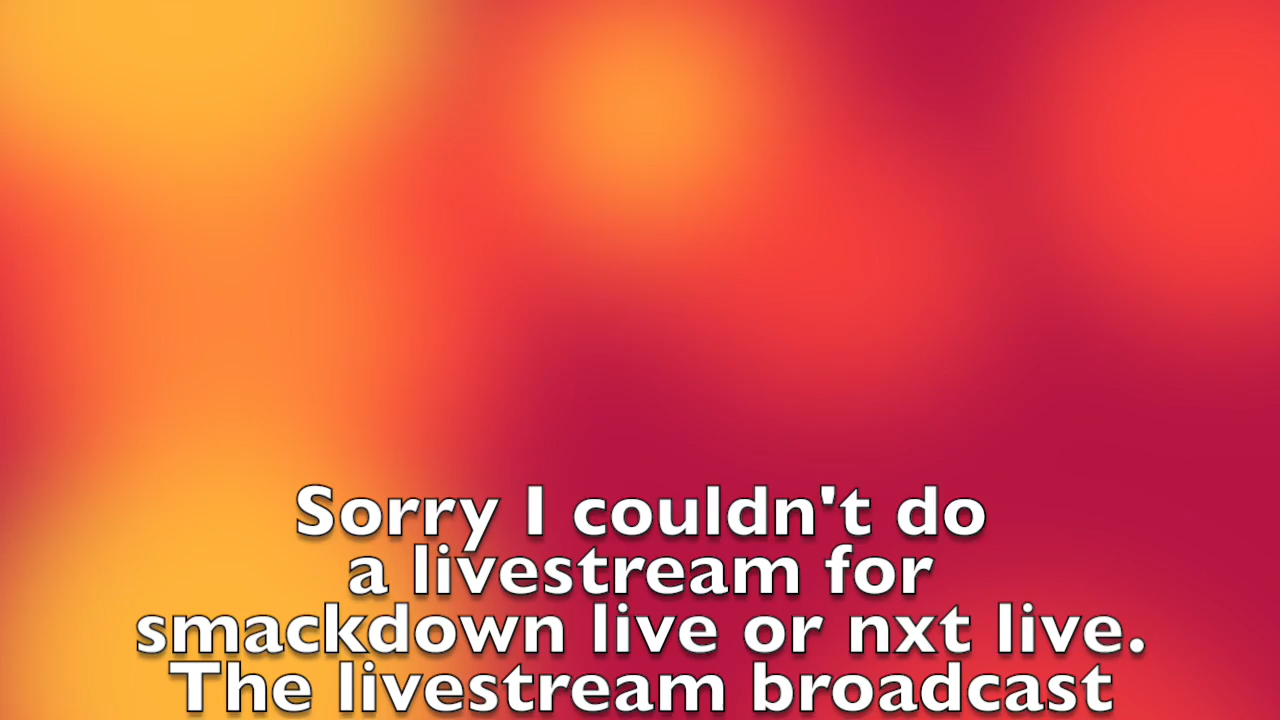 Sorry I couldn't do
a livestream for
smackdown live or nxt live.
The livestream broadcast